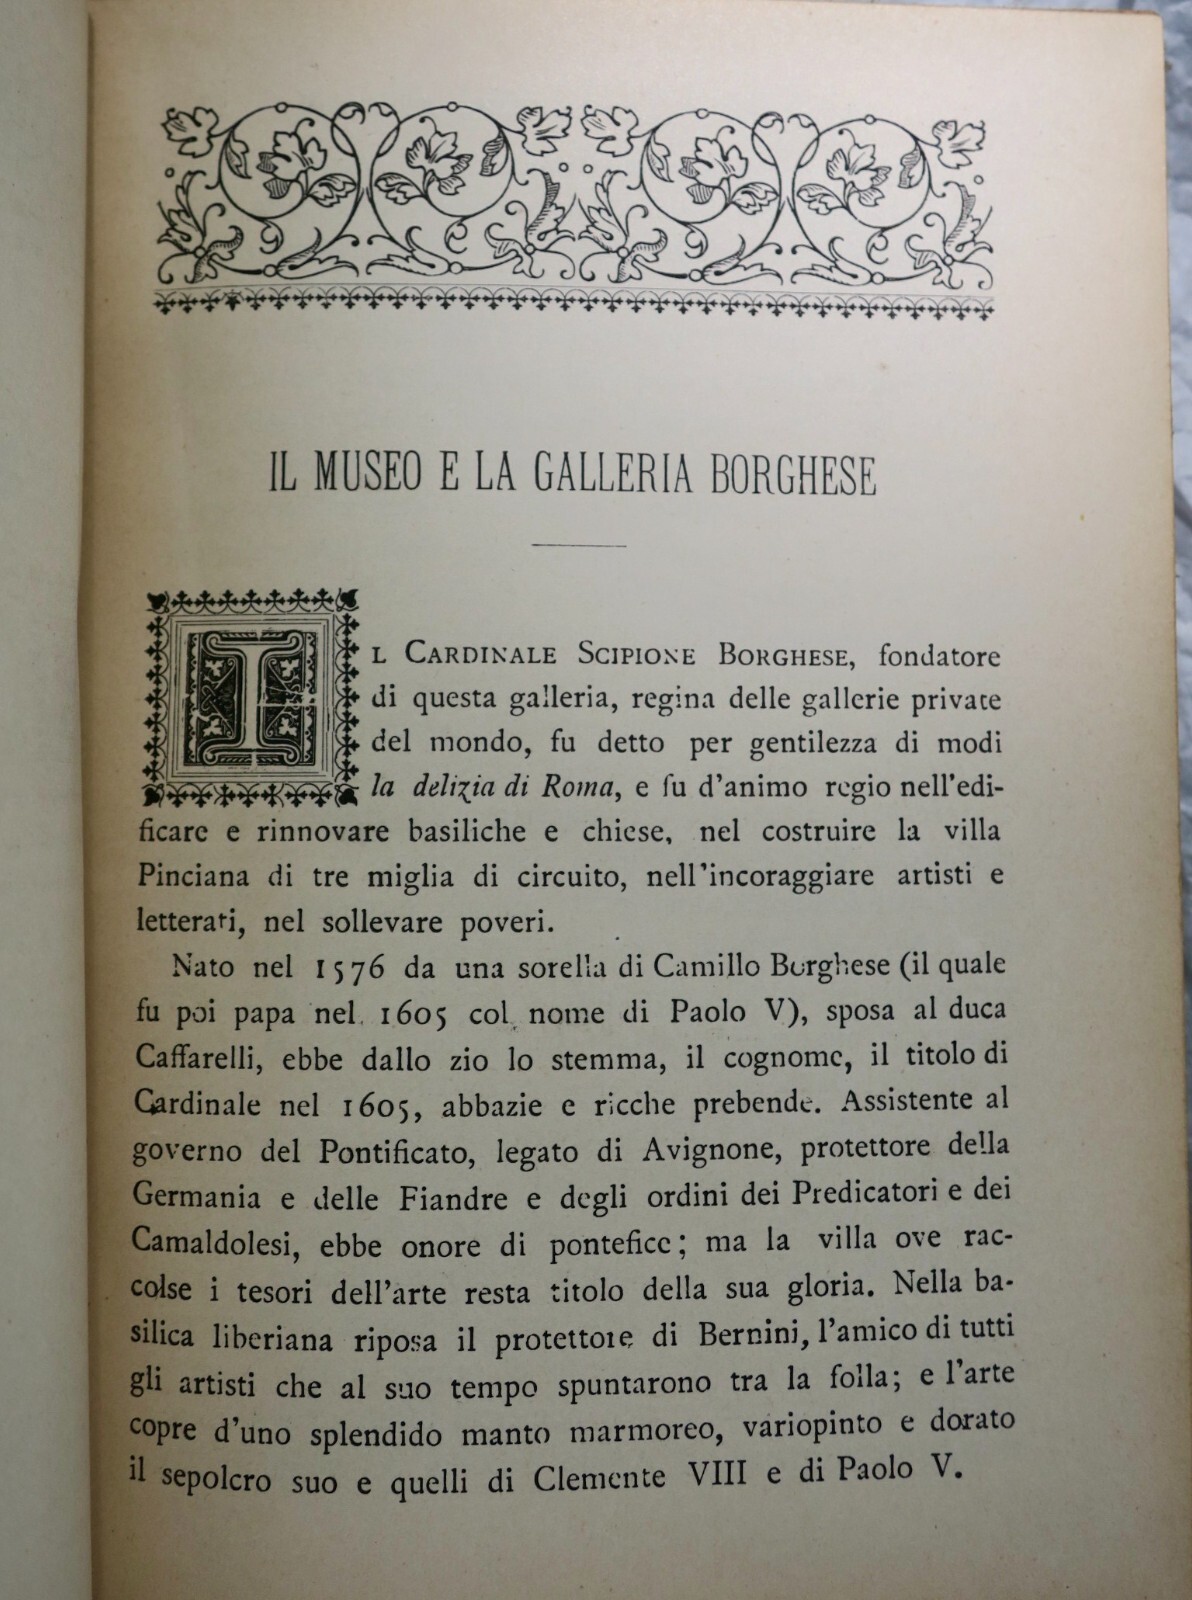 IL MUSEO E LA GALLERIA BORGHESE
IL CARDINALE SCIPIONE BORGHESE, fondatore
di questa galleria, regina delle gallerie private
del mondo, fu detto per gentilezza di modi
la delizia di Roma, e fu d'animo regio nell'edi-
ficare e rinnovare basiliche e chiese, nel costruire la villa
Pinciana di tre miglia di circuito, nell'incoraggiare artisti e
letterati, nel sollevare poveri.
Nato nel 1576 da una sorella di Camillo Borghese (il quale
fu poi papa nel 1605 col nome di Paolo V), sposa al duca
Caffarelli, ebbe dallo zio lo stemma, il cognome, il titolo di
Cardinale nel 1605, abbazie e ricche prebende. Assistente al
governo del Pontificato, legato di Avignone, protettore della
Germania e delle Fiandre e degli ordini dei Predicatori e dei
Camaldolesi, ebbe onore di pontefice; ma la villa ove rac-
colse i tesori dell'arte resta titolo della sua gloria. Nella ba-
silica liberiana riposa il protettore di Bernini, l'amico di tutti
gli artisti che al suo tempo spuntarono tra la folla; e l'arte
copre d'uno splendido manto marmoreo, variopinto e dorato
il sepolcro suo e quelli di Clemente VIII e di Paolo V.